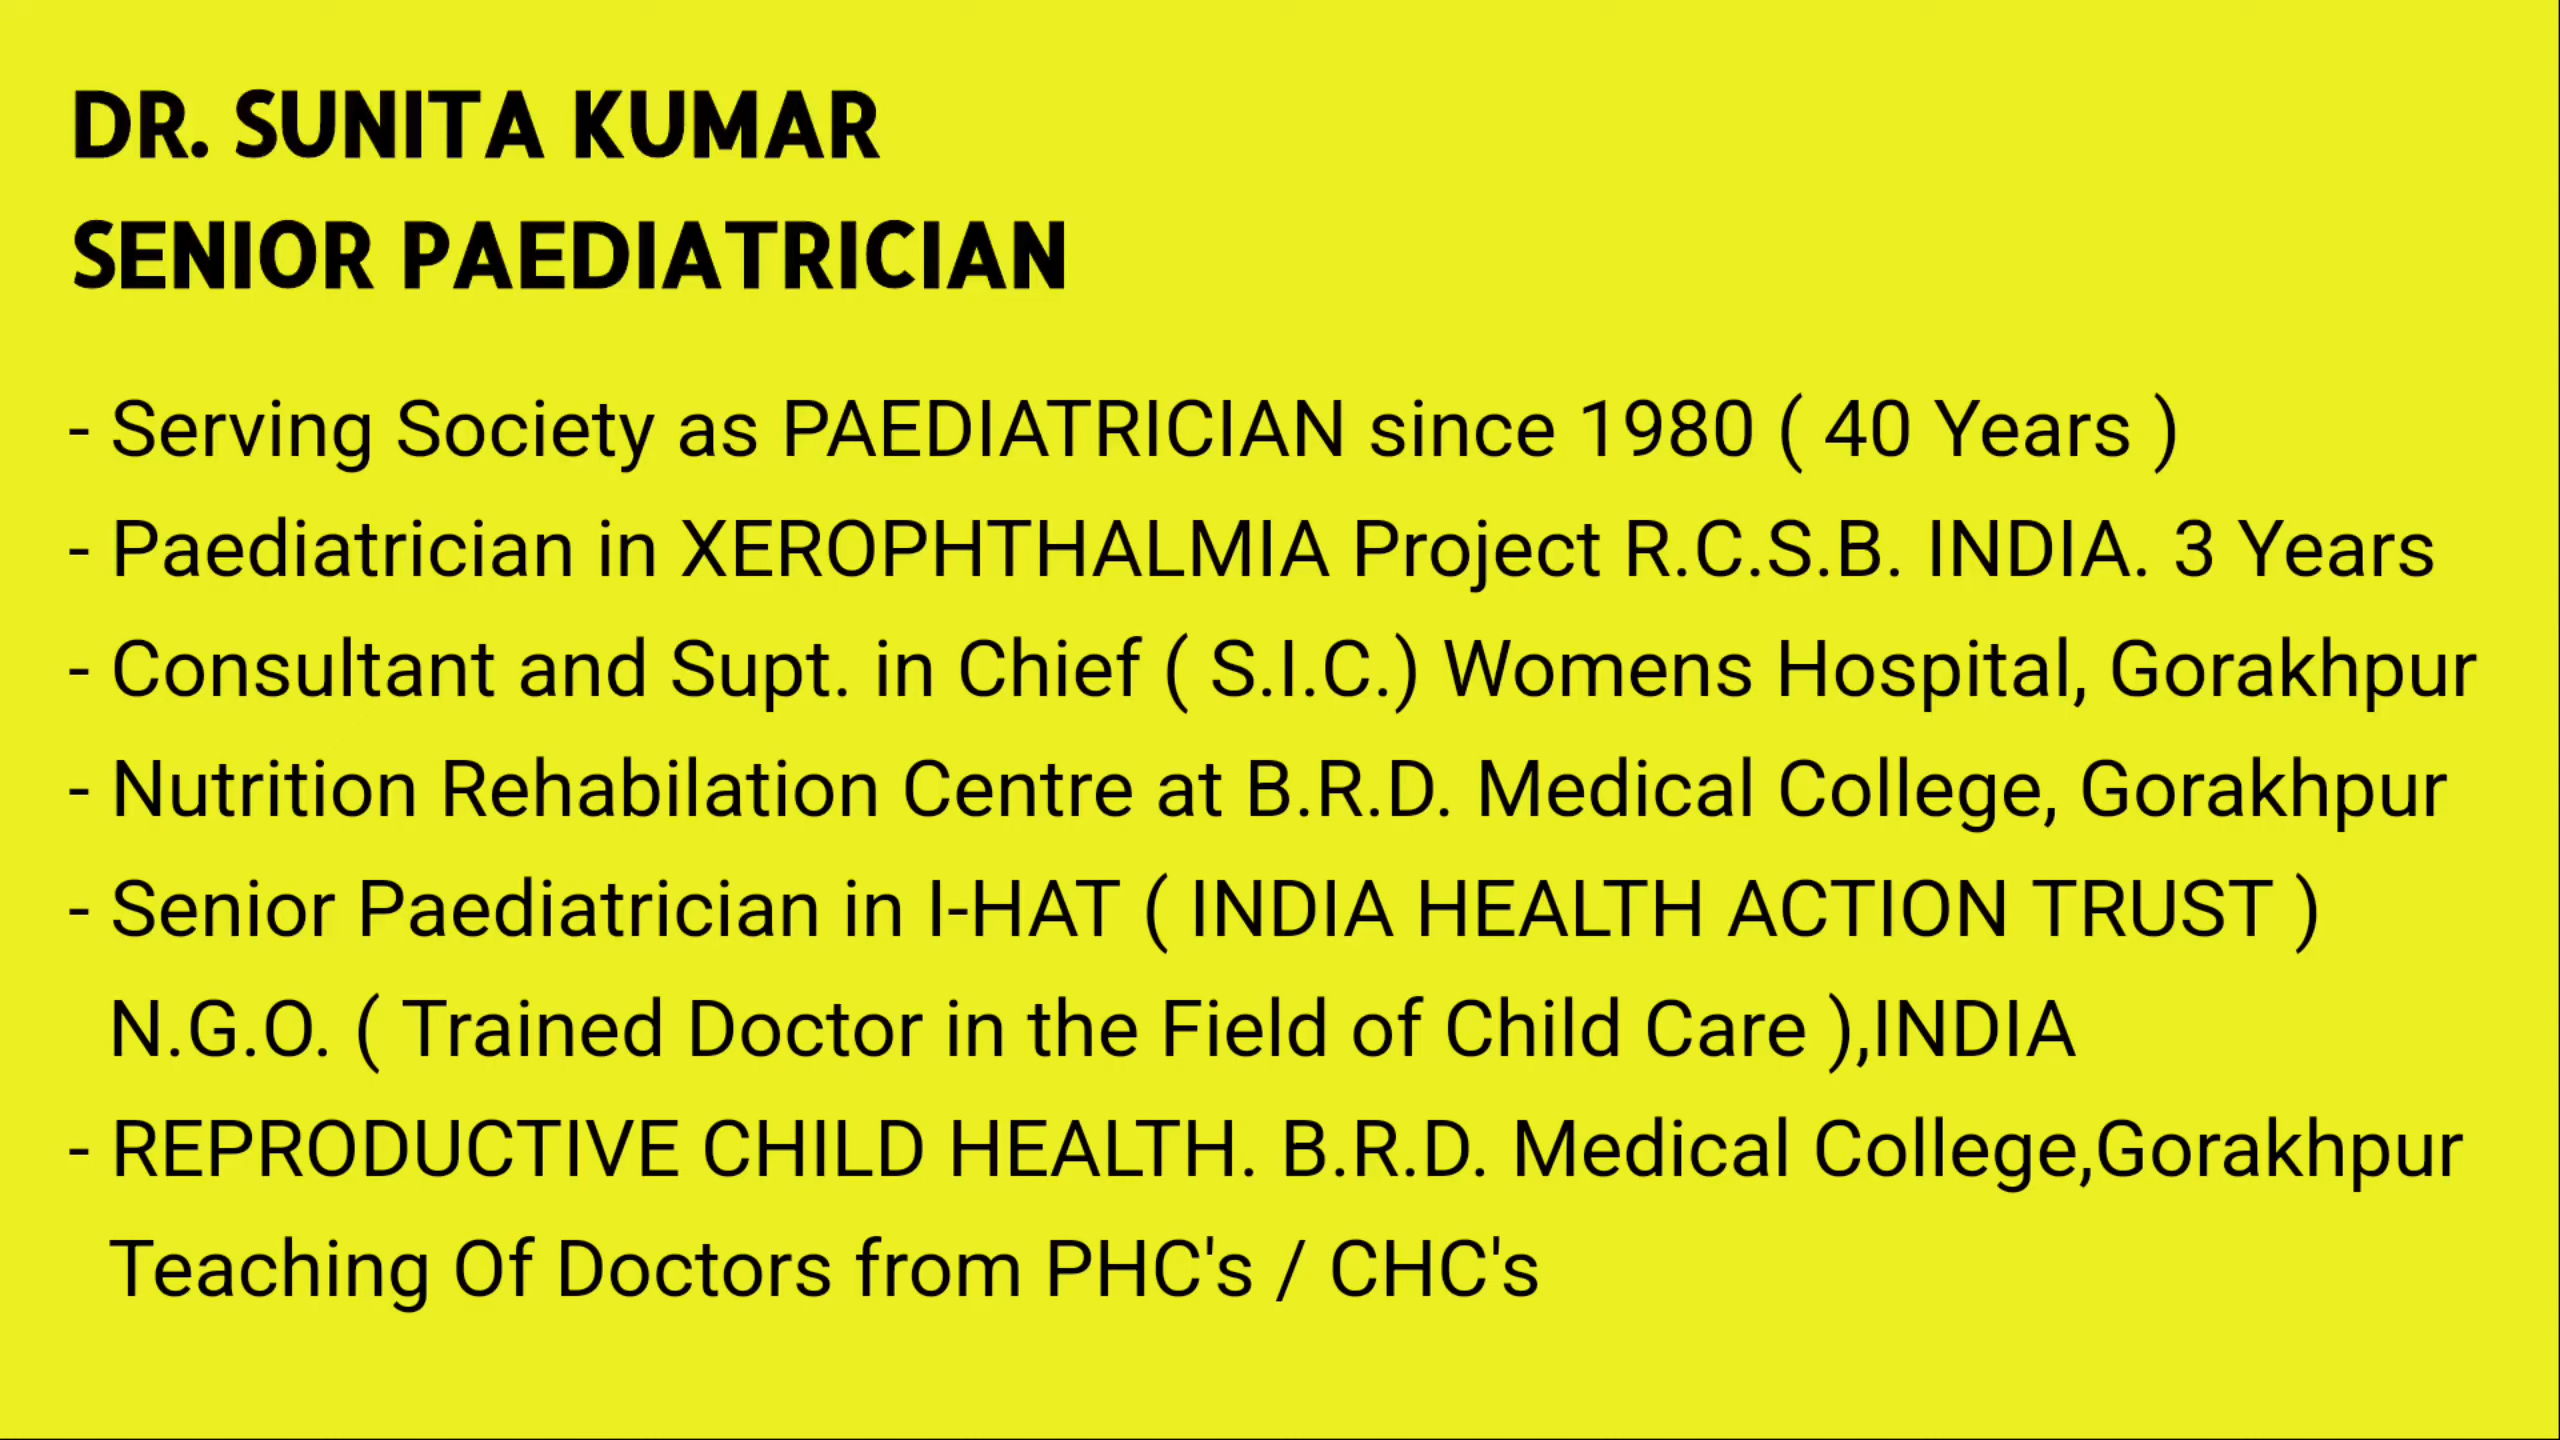 DR. SUNITA KUMAR
SENIOR PAEDIATRICIAN
- Serving Society as PAEDIATRICIAN since 1980 ( 40 Years )
- Paediatrician in XEROPHTHALMIA Project R.C.S.B. INDIA. 3 Years
- Consultant and Supt. in Chief ( S.I.C.) Womens Hospital, Gorakhpur
- Nutrition Rehabilation Centre at B.R.D. Medical College, Gorakhpur
- Senior Paediatrician in I-HAT ( INDIA HEALTH ACTION TRUST )
N.G.O. ( Trained Doctor in the Field of Child Care ),INDIA
- REPRODUCTIVE CHILD HEALTH. B.R.D. Medical College,Gorakhpur
Teaching Of Doctors from PHC's / CHC's